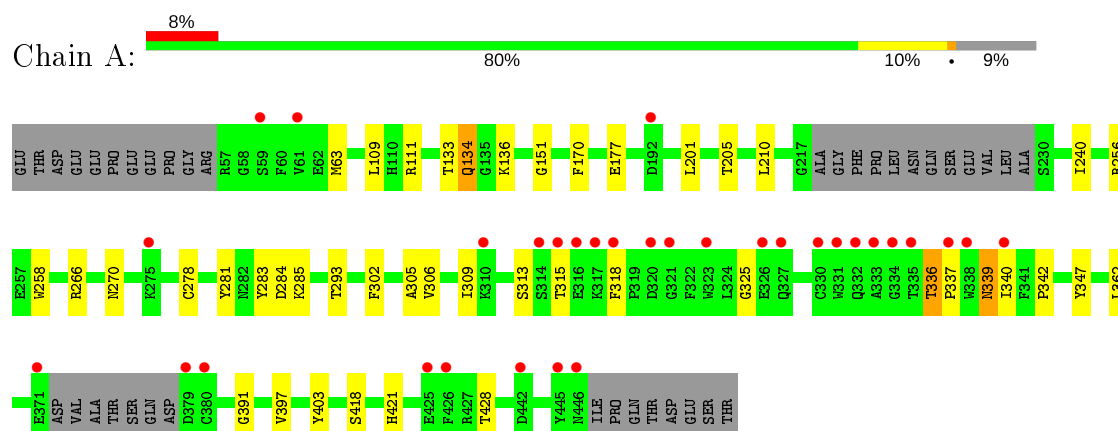 8%
Chain A:
80% 10% • 9%
GLU THR ASP GLU GLU PRO GLU GLU PRO GLY ARG R57 G58 S59 F60 V61 E62 M63 L109 H110 R111 T133 Q134 G135 K136 G151 F170 E177 D192 L201 T205 L210 G217 ALA GLY PHE PRO LEU ASN GLN SER GLU VAL LEU ALA S230 I240 R256
E257 W258 R266 N270 K275 C278 Y281 N282 Y283 D284 K285 T293 F302 A305 V306 I309 K310 S313 S314 T315 E316 K317 F318 P319 D320 G321 F322 W323 L324 G325 E326 Q327 C330 W331 Q332 A333 G334 T335 T336 P337 W338 N339 I340 F341 P342 Y347 L362
E371 ASP VAL ALA THR SER GLN ASP D379 C380 G391 V397 Y403 S418 H421 E425 F426 R427 T428 D442 Y445 N446 ILE PRO GLN THR ASP GLU SER THR